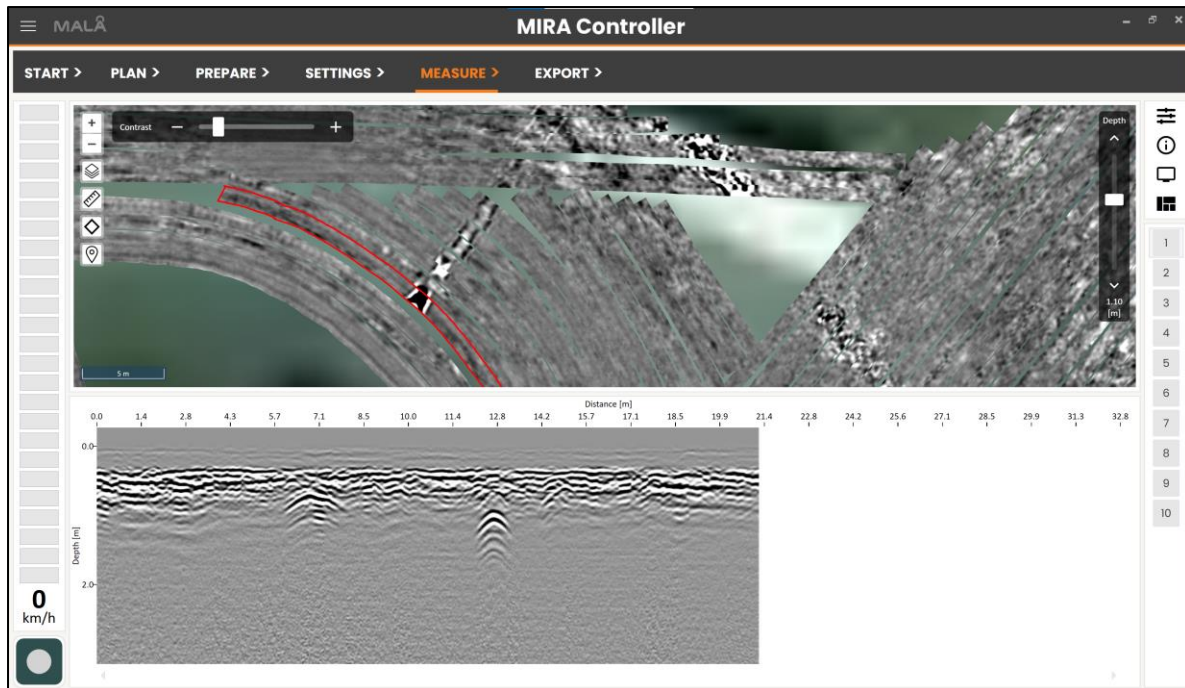 MALÅ
MIRA Controller
START >
PLAN >
PREPARE >
SETTINGS >
MEASURE >
EXPORT >
+
Contrast
−
+
−
Depth
1.10
[m]
5 m
1
2
3
4
5
6
7
8
9
10
Distance [m]
0.0 1.4 2.8 4.3 5.7 7.1 8.5 10.0 11.4 12.8 14.2 15.7 17.1 18.5 19.9 21.4 22.8 24.2 25.6 27.1 28.5 29.9 31.3 32.8
0.0
Depth [m]
2.0
0
km/h